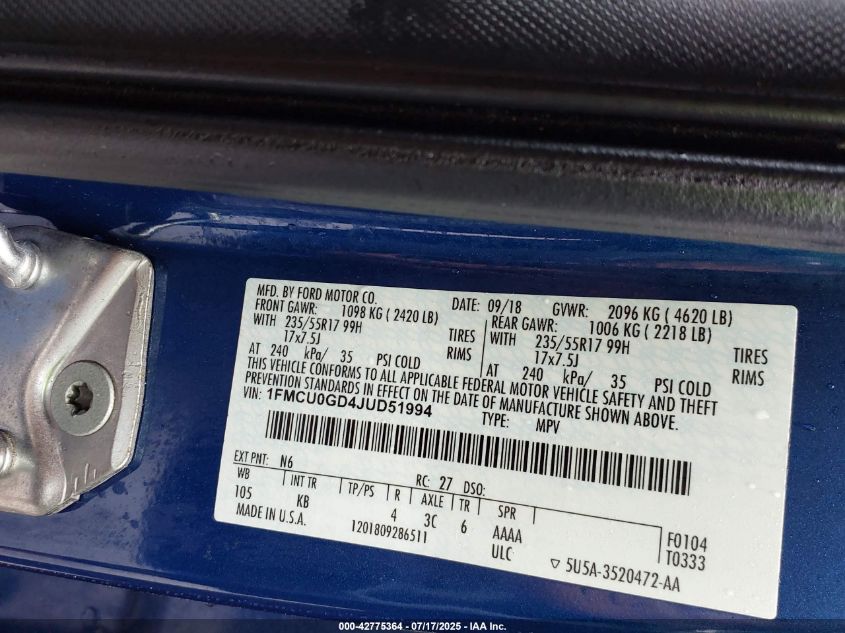 MFD. BY FORD MOTOR CO.
DATE: 09/18 GVWR: 2096 KG ( 4620 LB)
FRONT GAWR: 1098 KG ( 2420 LB)
REAR GAWR: 1006 KG ( 2218 LB)
WITH 235/55R17 99H TIRES
WITH 235/55R17 99H TIRES
17x7.5J RIMS
17x7.5J RIMS
AT 240 kPa/ 35 PSI COLD
AT 240 kPa/ 35 PSI COLD
THIS VEHICLE CONFORMS TO ALL APPLICABLE FEDERAL MOTOR VEHICLE SAFETY AND THEFT
PREVENTION STANDARDS IN EFFECT ON THE DATE OF MANUFACTURE SHOWN ABOVE.
VIN: 1FMCU0GD4JUD51994
TYPE: MPV
EXT PNT: N6 RC: 27 DSO:
WB INT TR TP/PS R AXLE TR SPR
105 KB 4 3C 6 AAAA F0104
MADE IN U.S.A. ULC T0333
1201809286511 ▽ 5U5A-3520472-AA
000-42775364 - 07/17/2025 - IAA Inc.